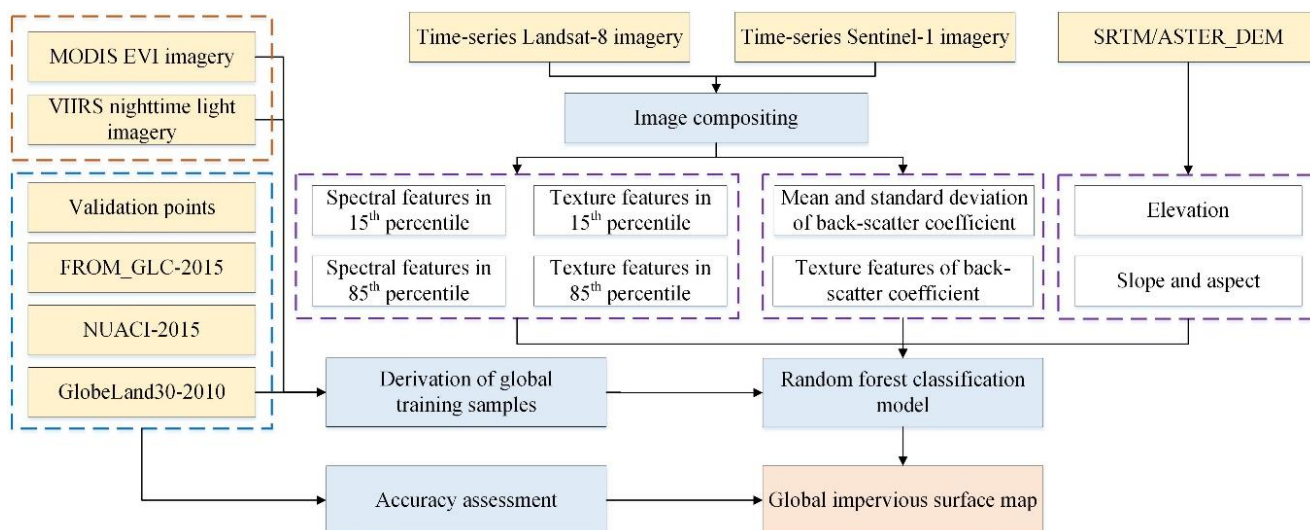 MODIS EVI imagery
VIIRS nighttime light
imagery
Validation points
FROM_GLC-2015
NUACI-2015
GlobeLand30-2010
Time-series Landsat-8 imagery
Time-series Sentinel-1 imagery
SRTM/ASTER_DEM
Image compositing
Spectral features in
15th percentile
Texture features in
15th percentile
Spectral features in
85th percentile
Texture features in
85th percentile
Mean and standard deviation
of back-scatter coefficient
Texture features of back-
scatter coefficient
Elevation
Slope and aspect
Derivation of global
training samples
Random forest classification
model
Accuracy assessment
Global impervious surface map